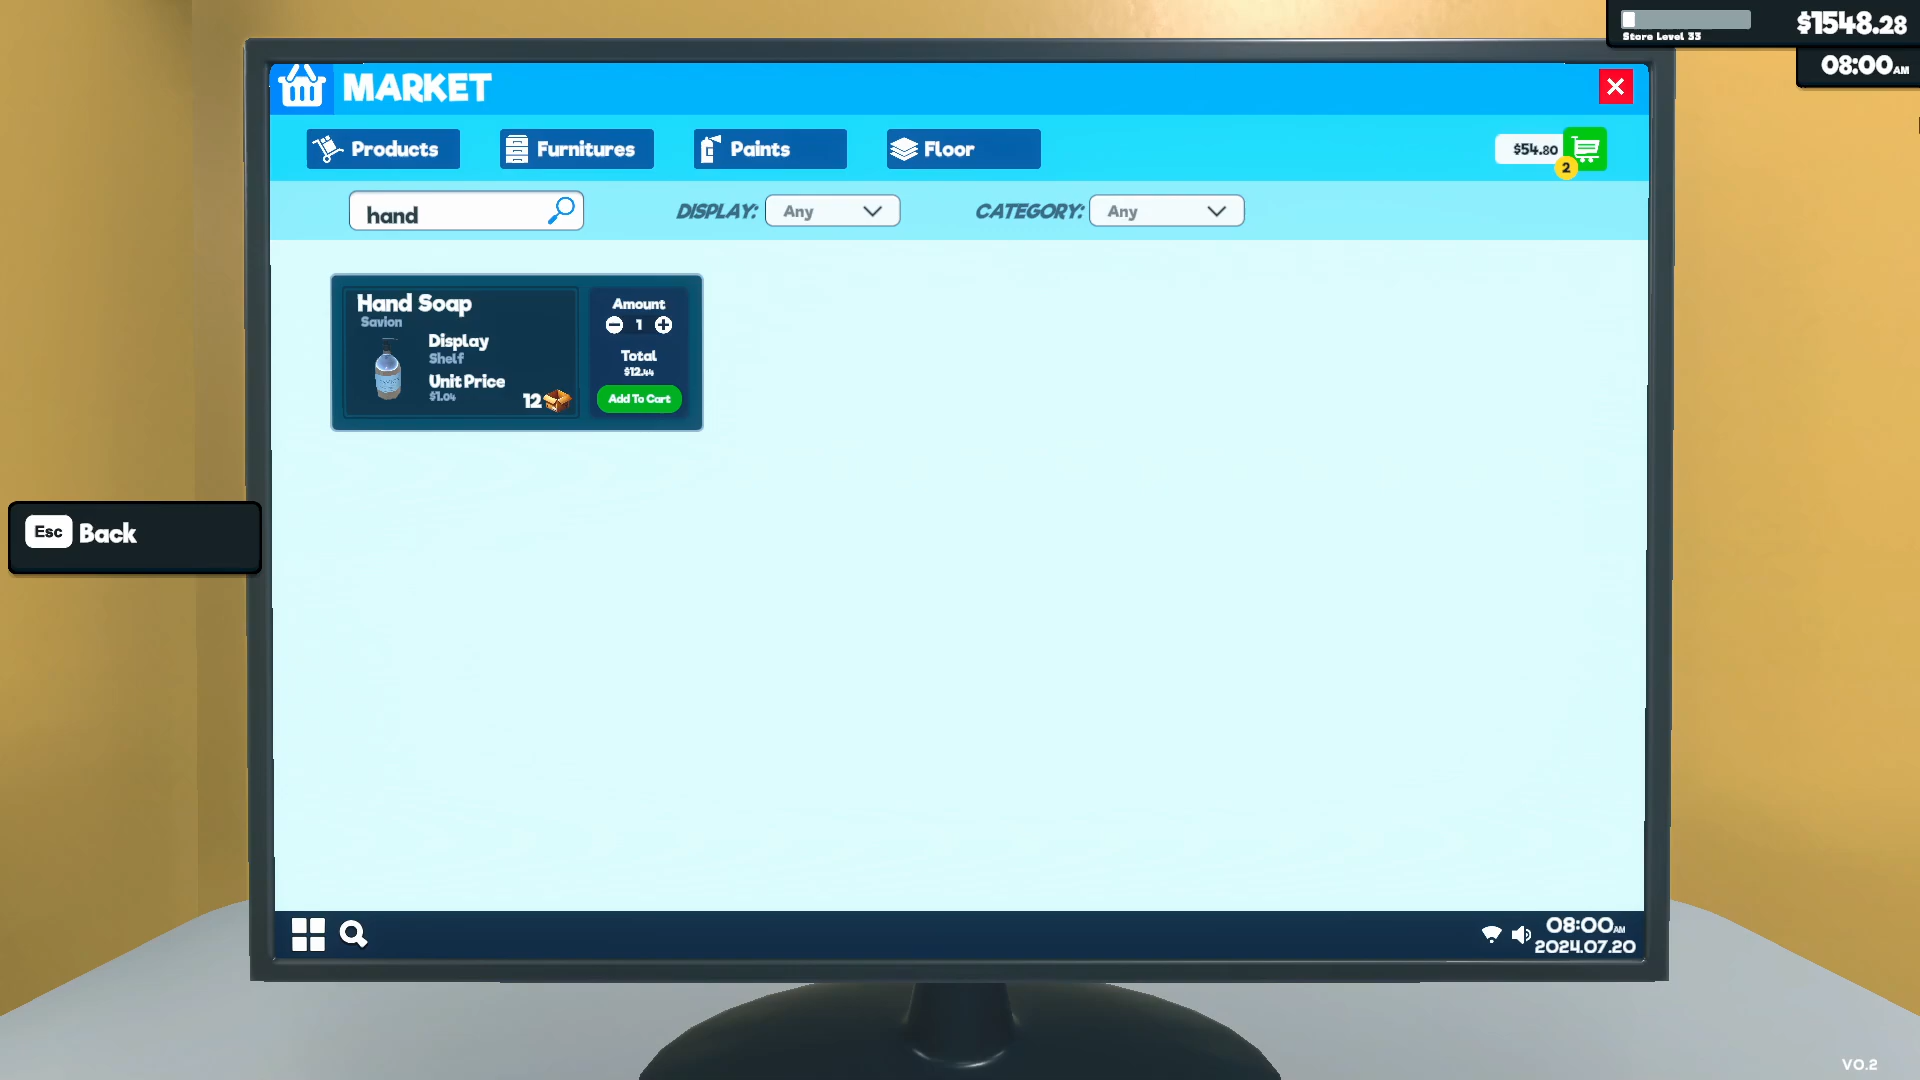 $1548.28
Store Level 33
08:00AM
MARKET
Products
Furnitures
Paints
Floor
$54.80
2
hand
DISPLAY: Any
CATEGORY: Any
Hand Soap
Savion
Display
Shelf
Unit Price
$1.04
12
Amount
1
Total
$12.44
Add To Cart
Esc Back
08:00AM
2024.07.20
V0.2